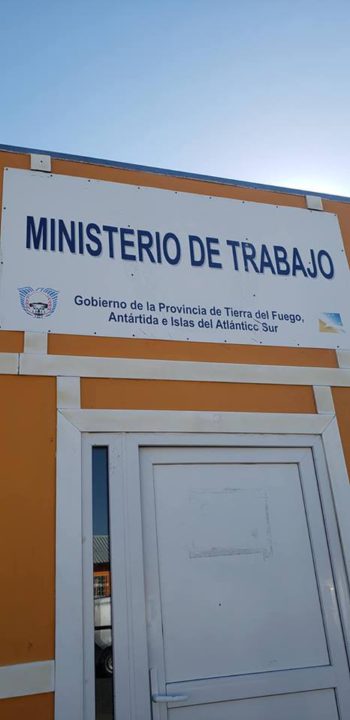 MINISTERIO DE TRABAJO
Gobierno de la Provincia de Tierra del Fuego,
Antártida e Islas del Atlántico Sur